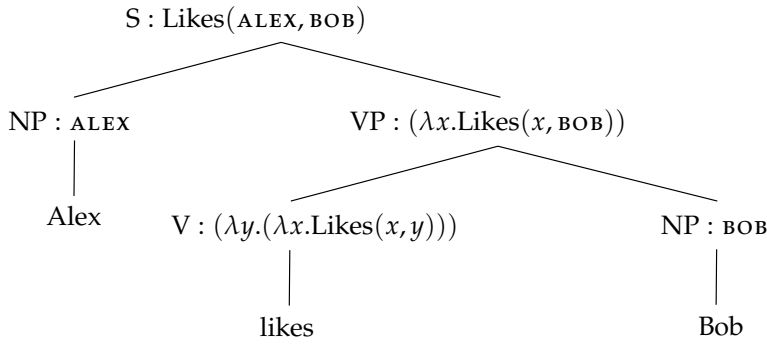 S : Likes(ALEX, BOB)
NP : ALEX VP : (λx.Likes(x, BOB))
Alex V : (λy.(λx.Likes(x, y))) NP : BOB
likes Bob